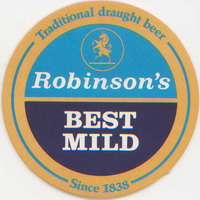 Traditional draught beer
Robinson's
BEST
MILD
Since 1838